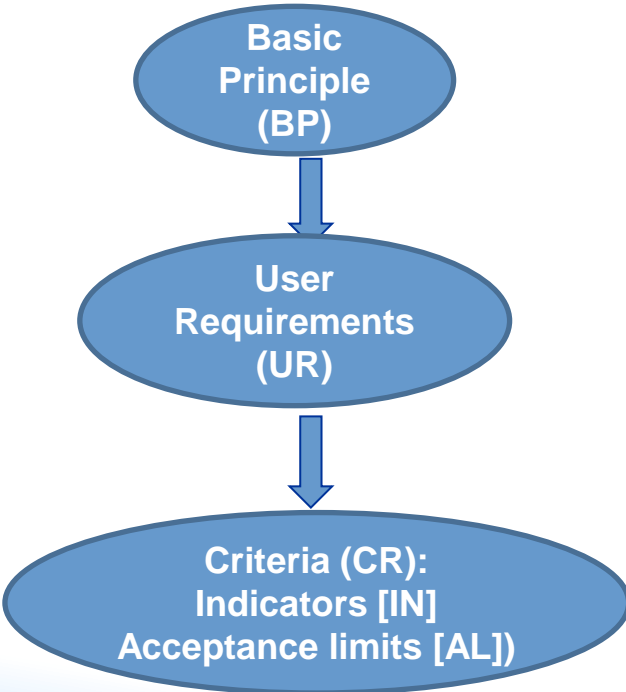 Basic
Principle
(BP)
User
Requirements
(UR)
Criteria (CR):
Indicators [IN]
Acceptance limits [AL])